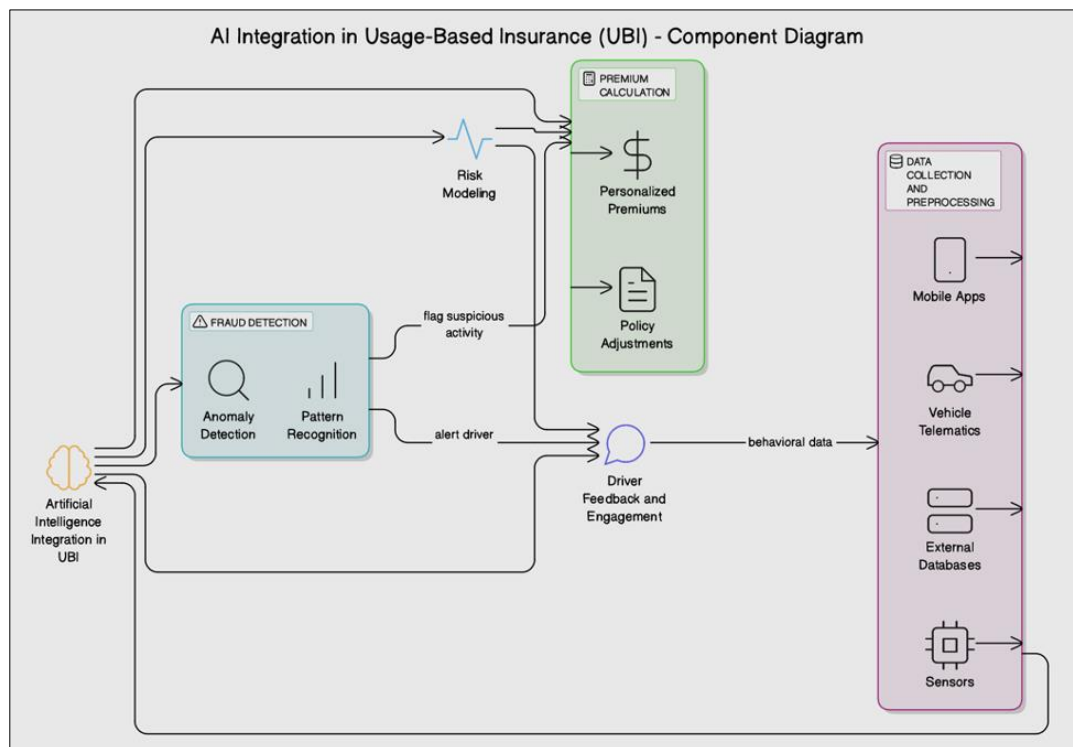 AI Integration in Usage-Based Insurance (UBI) - Component Diagram
PREMIUM
CALCULATION
Risk
Modeling
Personalized
Premiums
Policy
Adjustments
FRAUD DETECTION
Anomaly
Detection
Pattern
Recognition
flag suspicious
activity
alert driver
Artificial
Intelligence
Integration in
UBI
Driver
Feedback and
Engagement
behavioral data
DATA
COLLECTION
AND
PREPROCESSING
Mobile Apps
Vehicle
Telematics
External
Databases
Sensors